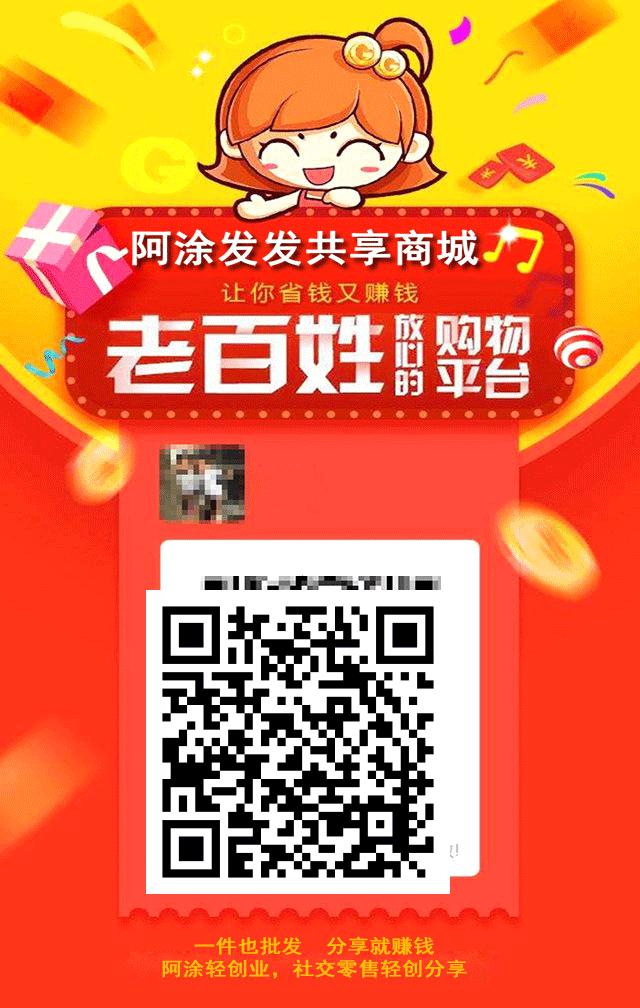 阿涂发发共享商城
让你省钱又赚钱
老百姓放心的购物平台
一件也批发 分享就赚钱
阿涂轻创业，社交零售轻创分享